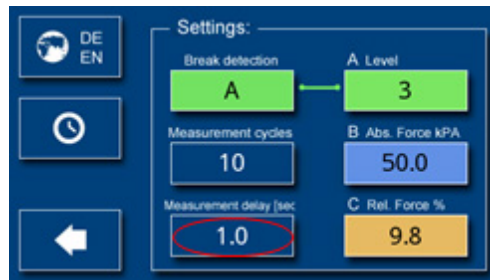 DE
EN
Settings:
Break detection
A Level
A
3
Measurement cycles
B Abs. Force kPA
10
50.0
Measurement delay [sec
C Rel. Force %
1.0
9.8